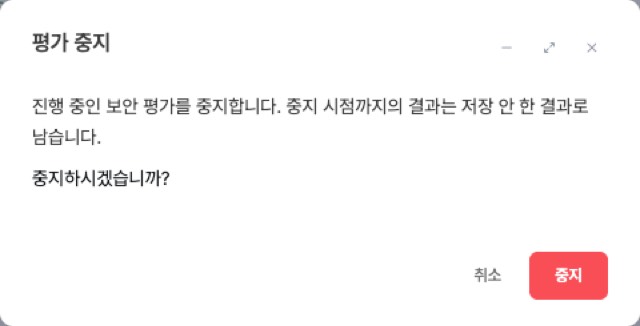 평가 중지
진행 중인 보안 평가를 중지합니다. 중지 시점까지의 결과는 저장 안 한 결과로
남습니다.
중지하시겠습니까?
취소
중지